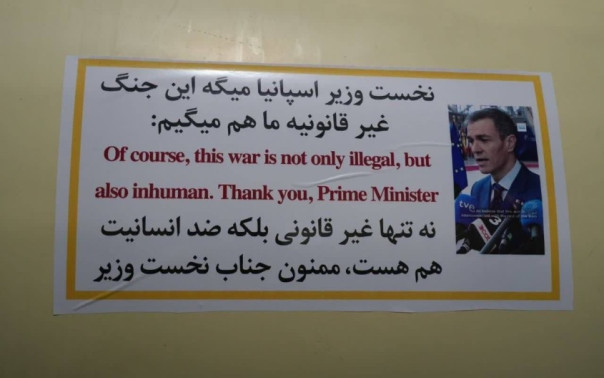 نخست وزیر اسپانیا میگه این جنگ
غیر قانونیه ما هم میگیم:
Of course, this war is not only illegal, but
also inhuman. Thank you, Prime Minister
نه تنها غیر قانونی بلکه ضد انسانیت
هم هست، ممنون جناب نخست وزیر
tve
3